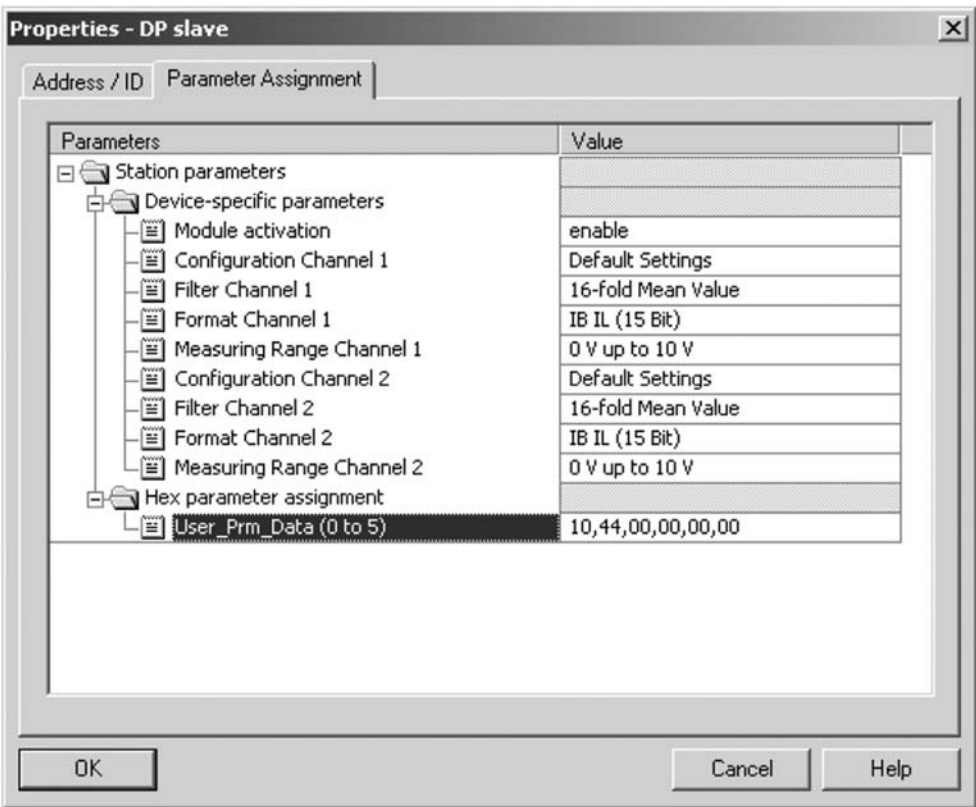 Properties - DP slave
Address / ID Parameter Assignment
Parameters Value
Station parameters
Device-specific parameters
Module activation enable
Configuration Channel 1 Default Settings
Filter Channel 1 16-fold Mean Value
Format Channel 1 IB IL (15 Bit)
Measuring Range Channel 1 0 V up to 10 V
Configuration Channel 2 Default Settings
Filter Channel 2 16-fold Mean Value
Format Channel 2 IB IL (15 Bit)
Measuring Range Channel 2 0 V up to 10 V
Hex parameter assignment
User_Prm_Data (0 to 5) 10,44,00,00,00,00
OK Cancel Help